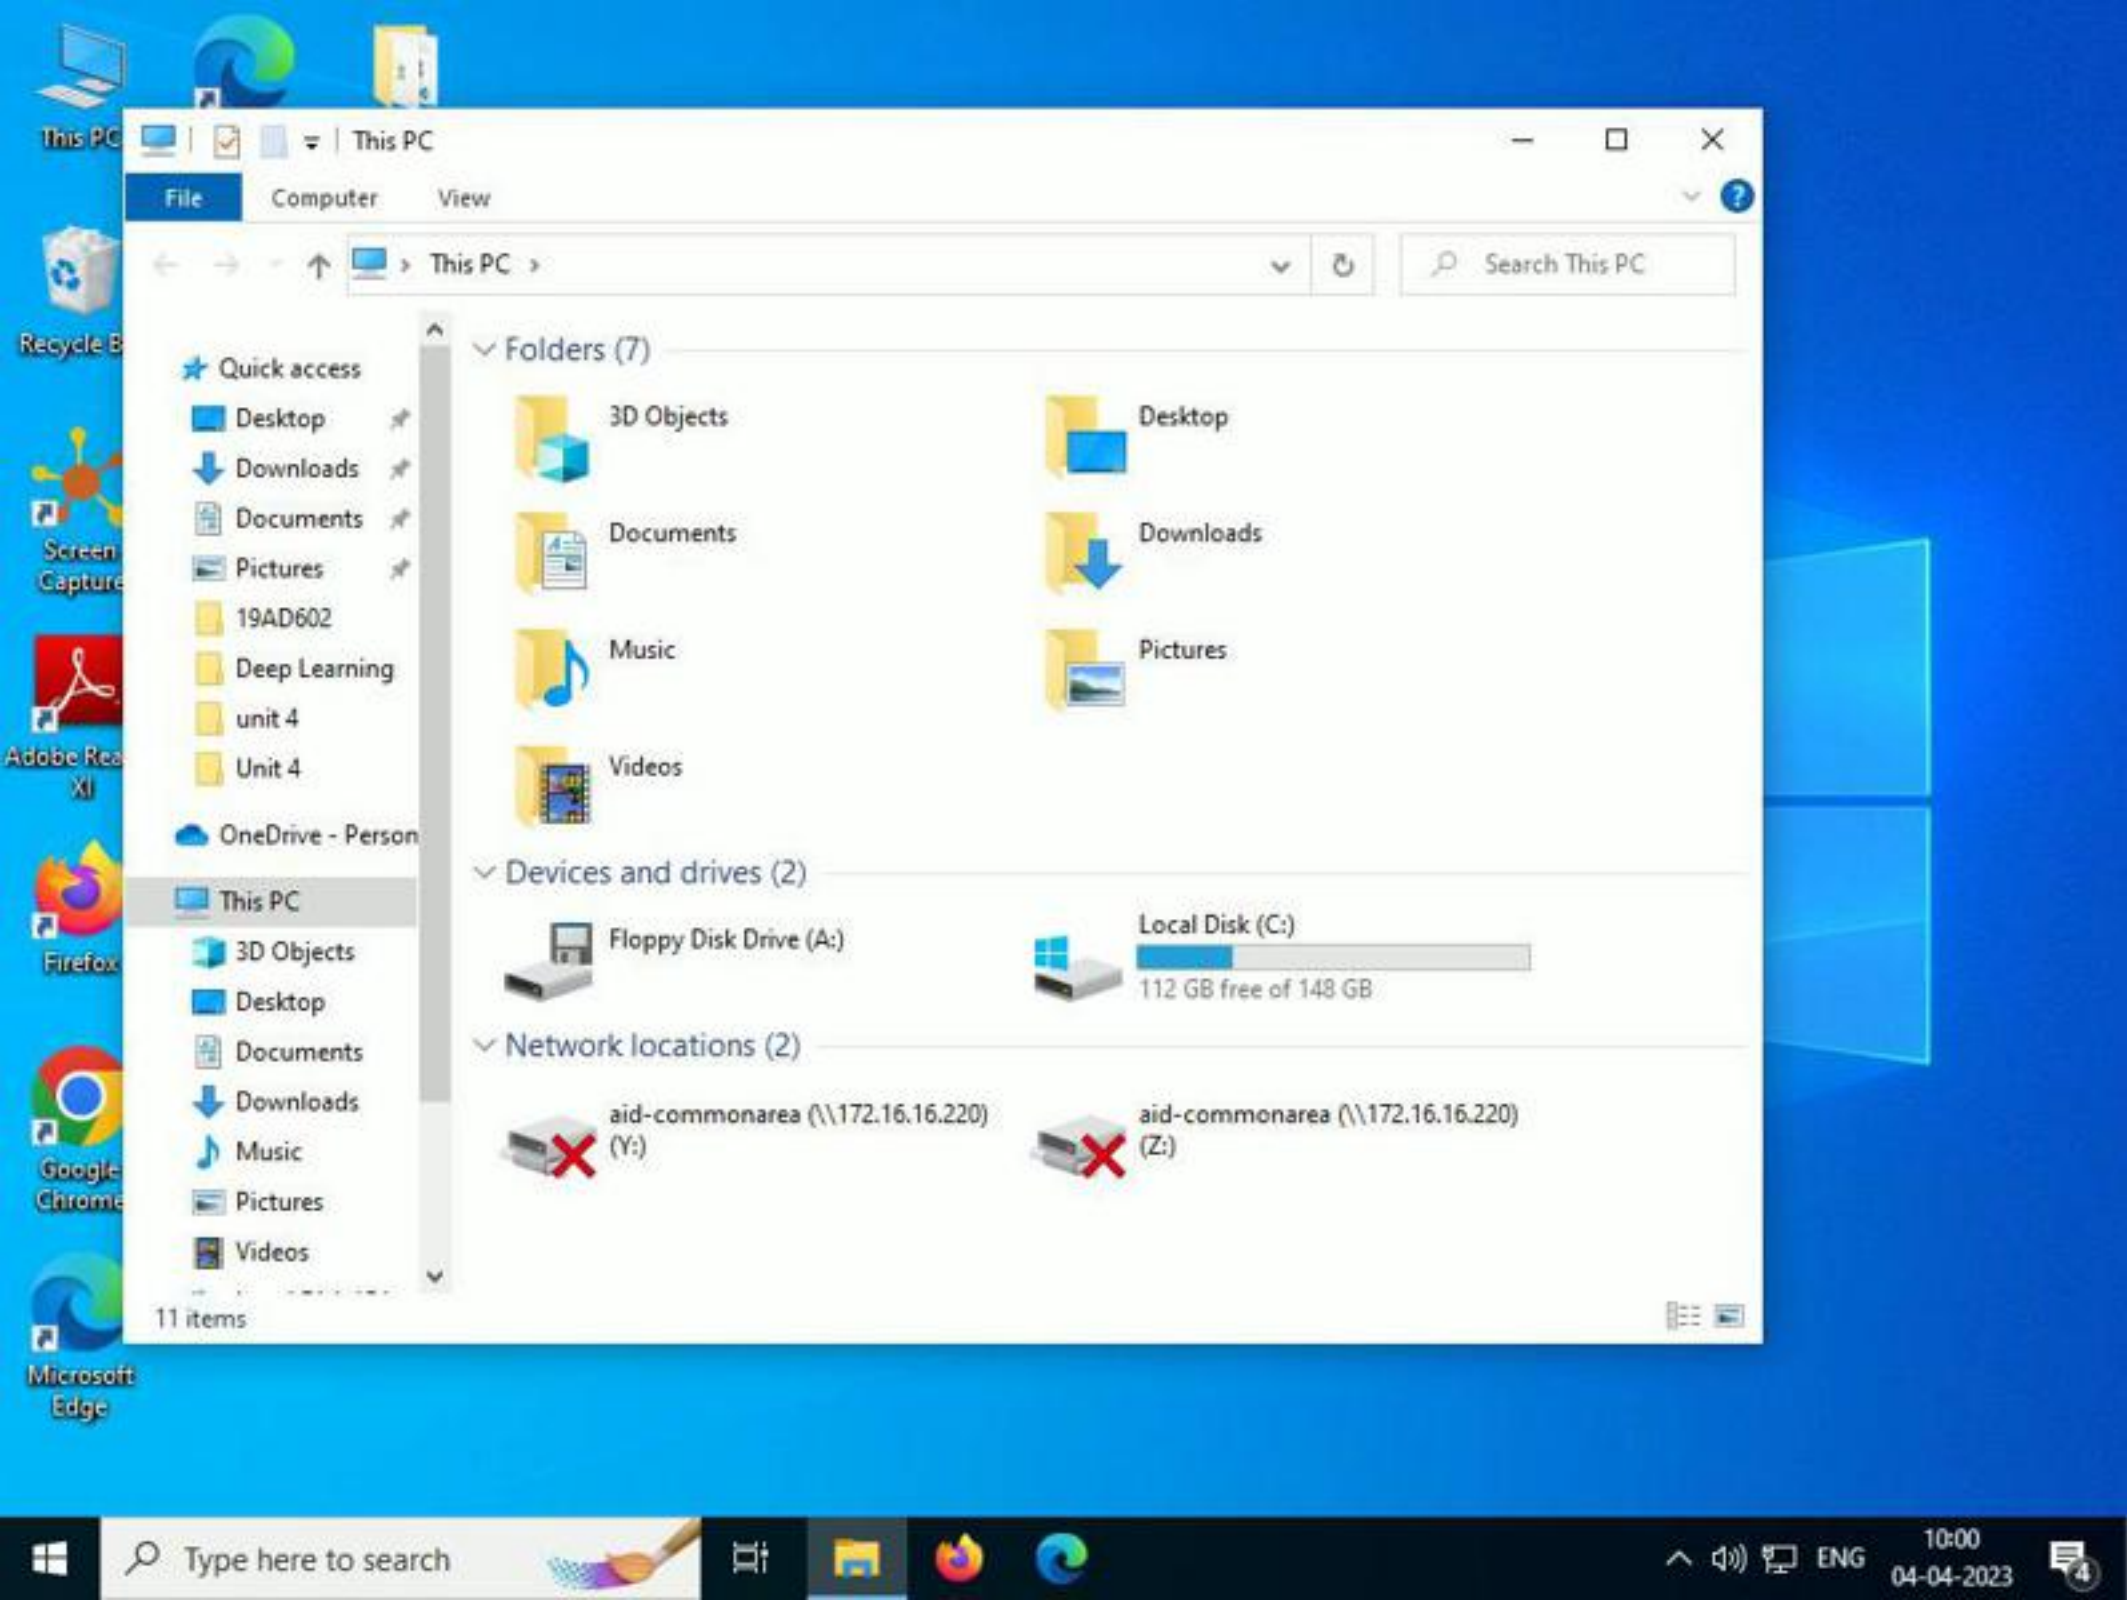 This PC
Recycle B
Screen
Capture
Adobe Rea
XI
Firefox
Google
Chrome
Microsoft
Edge
This PC
File
Computer
View
?
This PC
Search This PC
Quick access
Desktop
Downloads
Documents
Pictures
19AD602
Deep Learning
unit 4
Unit 4
OneDrive - Person
This PC
3D Objects
Desktop
Documents
Downloads
Music
Pictures
Videos
Folders (7)
3D Objects
Desktop
Documents
Downloads
Music
Pictures
Videos
Devices and drives (2)
Floppy Disk Drive (A:)
Local Disk (C:)
112 GB free of 148 GB
Network locations (2)
aid-commonarea (\\172.16.16.220)
(Y:)
aid-commonarea (\\172.16.16.220)
(Z:)
11 items
Type here to search
ENG
10:00
04-04-2023
4